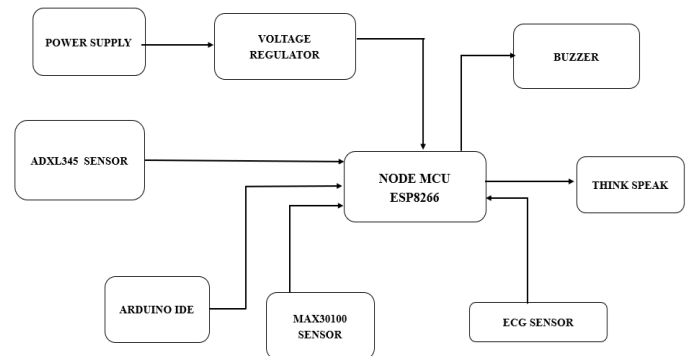 POWER SUPPLY
VOLTAGE
REGULATOR
BUZZER
ADXL345 SENSOR
NODE MCU
ESP8266
THINK SPEAK
ARDUINO IDE
MAX30100
SENSOR
ECG SENSOR